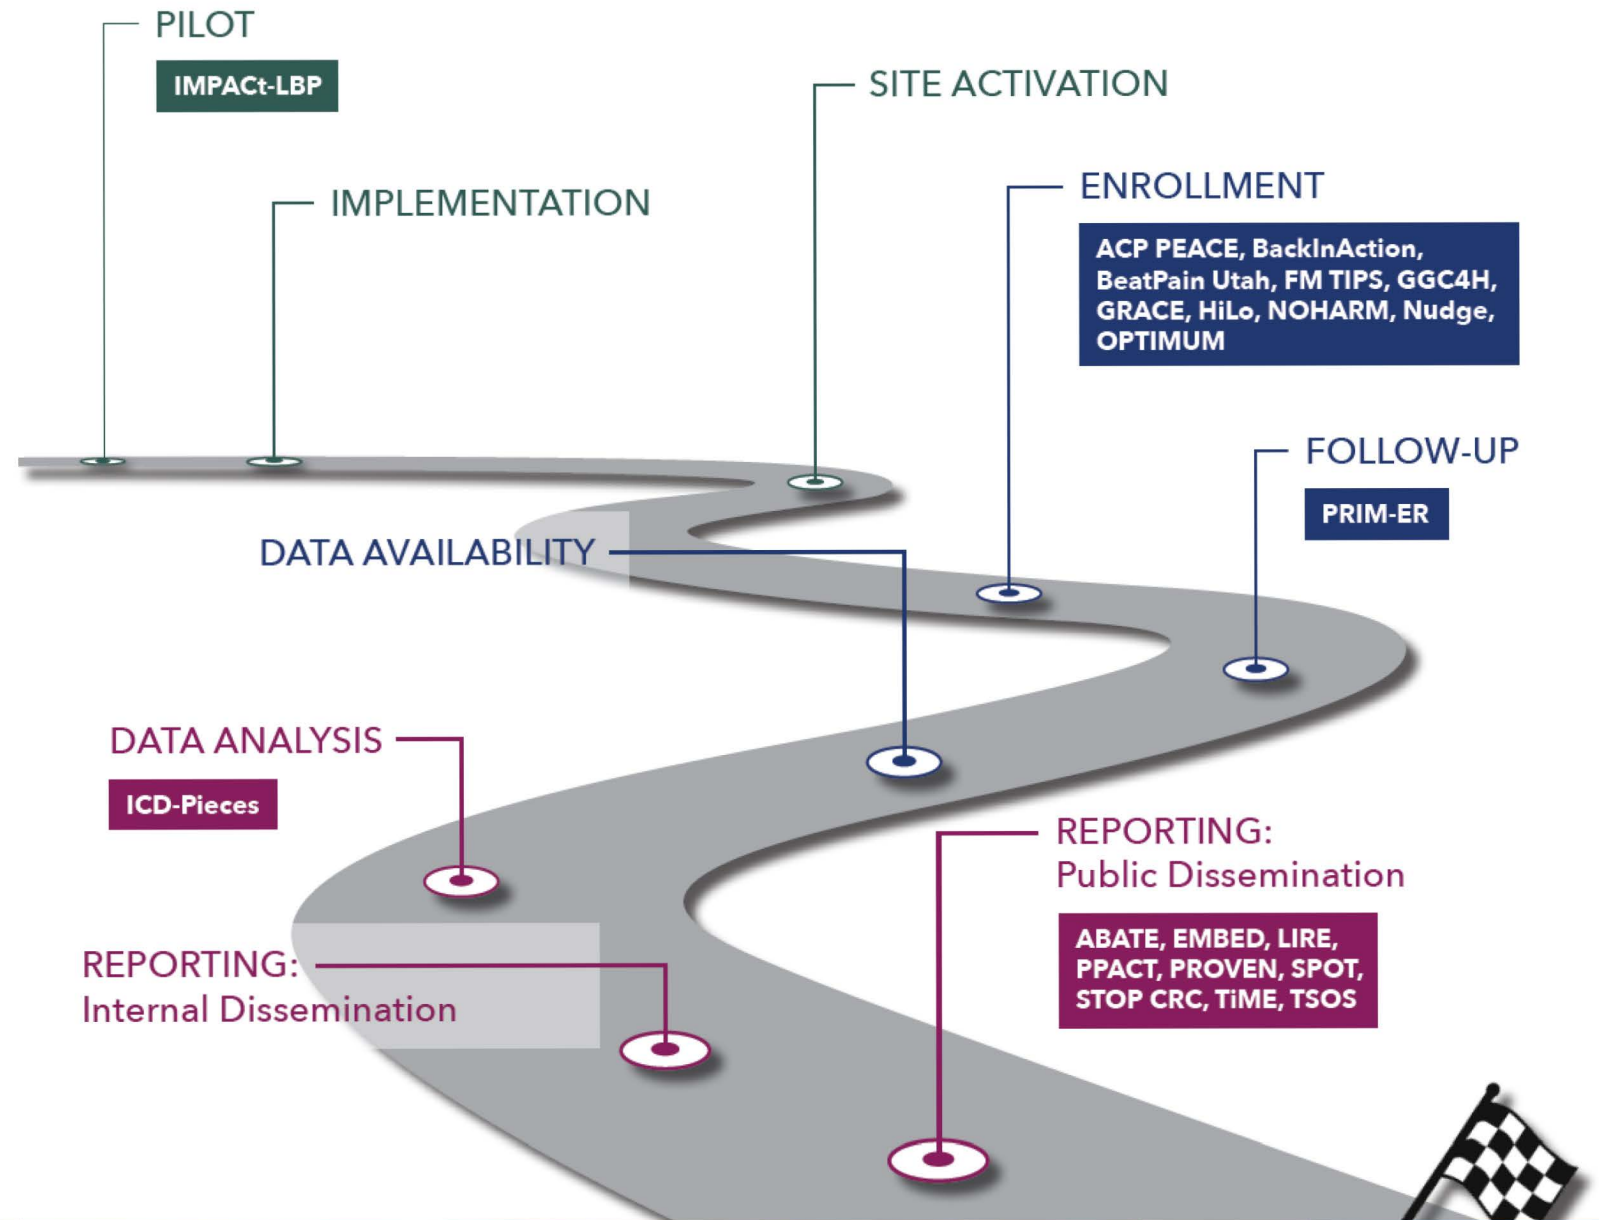 PILOT
IMPACt-LBP
SITE ACTIVATION
IMPLEMENTATION
ENROLLMENT
ACP PEACE, BackInAction,
BeatPain Utah, FM TIPS, GGC4H,
GRACE, HiLo, NOHARM, Nudge,
OPTIMUM
FOLLOW-UP
PRIM-ER
DATA AVAILABILITY
DATA ANALYSIS
ICD-Pieces
REPORTING:
Internal Dissemination
REPORTING:
Public Dissemination
ABATE, EMBED, LIRE,
PPACT, PROVEN, SPOT,
STOP CRC, TiME, TSOS